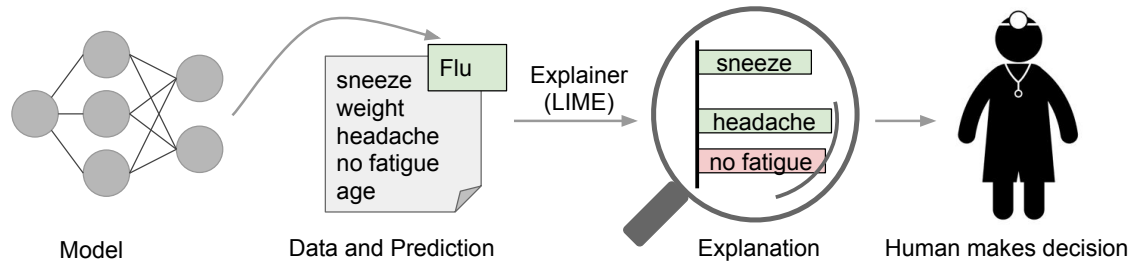 Flu
sneeze
weight
headache
no fatigue
age
Explainer
(LIME)
sneeze
headache
no fatigue
Model
Data and Prediction
Explanation
Human makes decision